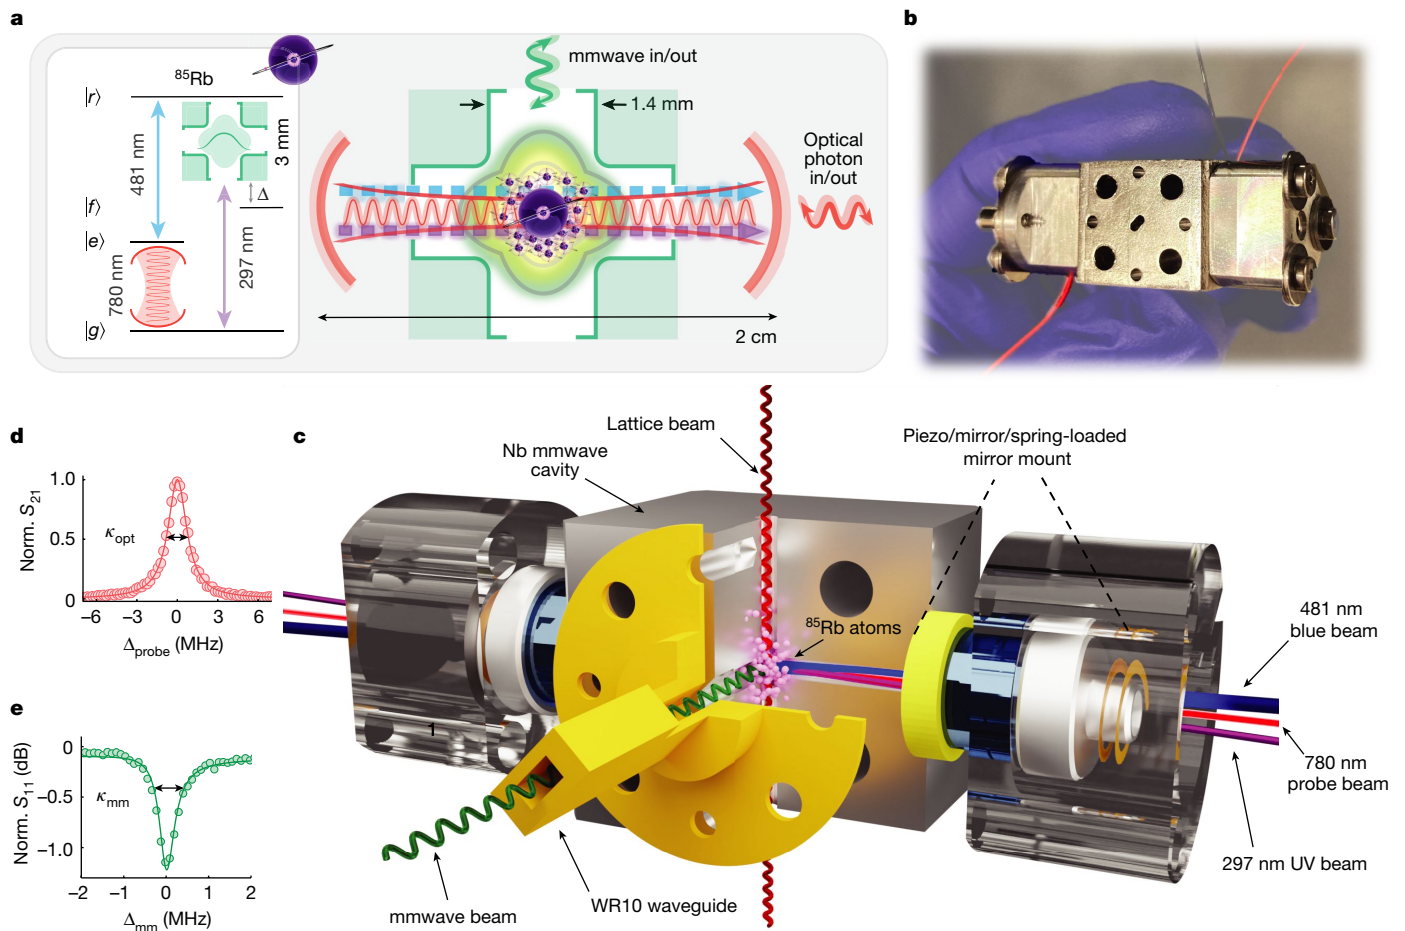 a
⁸⁵Rb
|r⟩
481 nm
3 mm
Δ
|f⟩
|e⟩
780 nm
297 nm
|g⟩
mmwave in/out
1.4 mm
Optical
photon
in/out
2 cm
b
d
Norm. S₂₁
1.0
0.5
0
κopt
−6
−3
0
3
6
Δprobe (MHz)
e
Norm. S₁₁ (dB)
0
−0.5
−1.0
κmm
−2
−1
0
1
2
Δmm (MHz)
c
Lattice beam
Nb mmwave
cavity
Piezo/mirror/spring-loaded
mirror mount
⁸⁵Rb atoms
1
481 nm
blue beam
780 nm
probe beam
297 nm UV beam
WR10 waveguide
mmwave beam